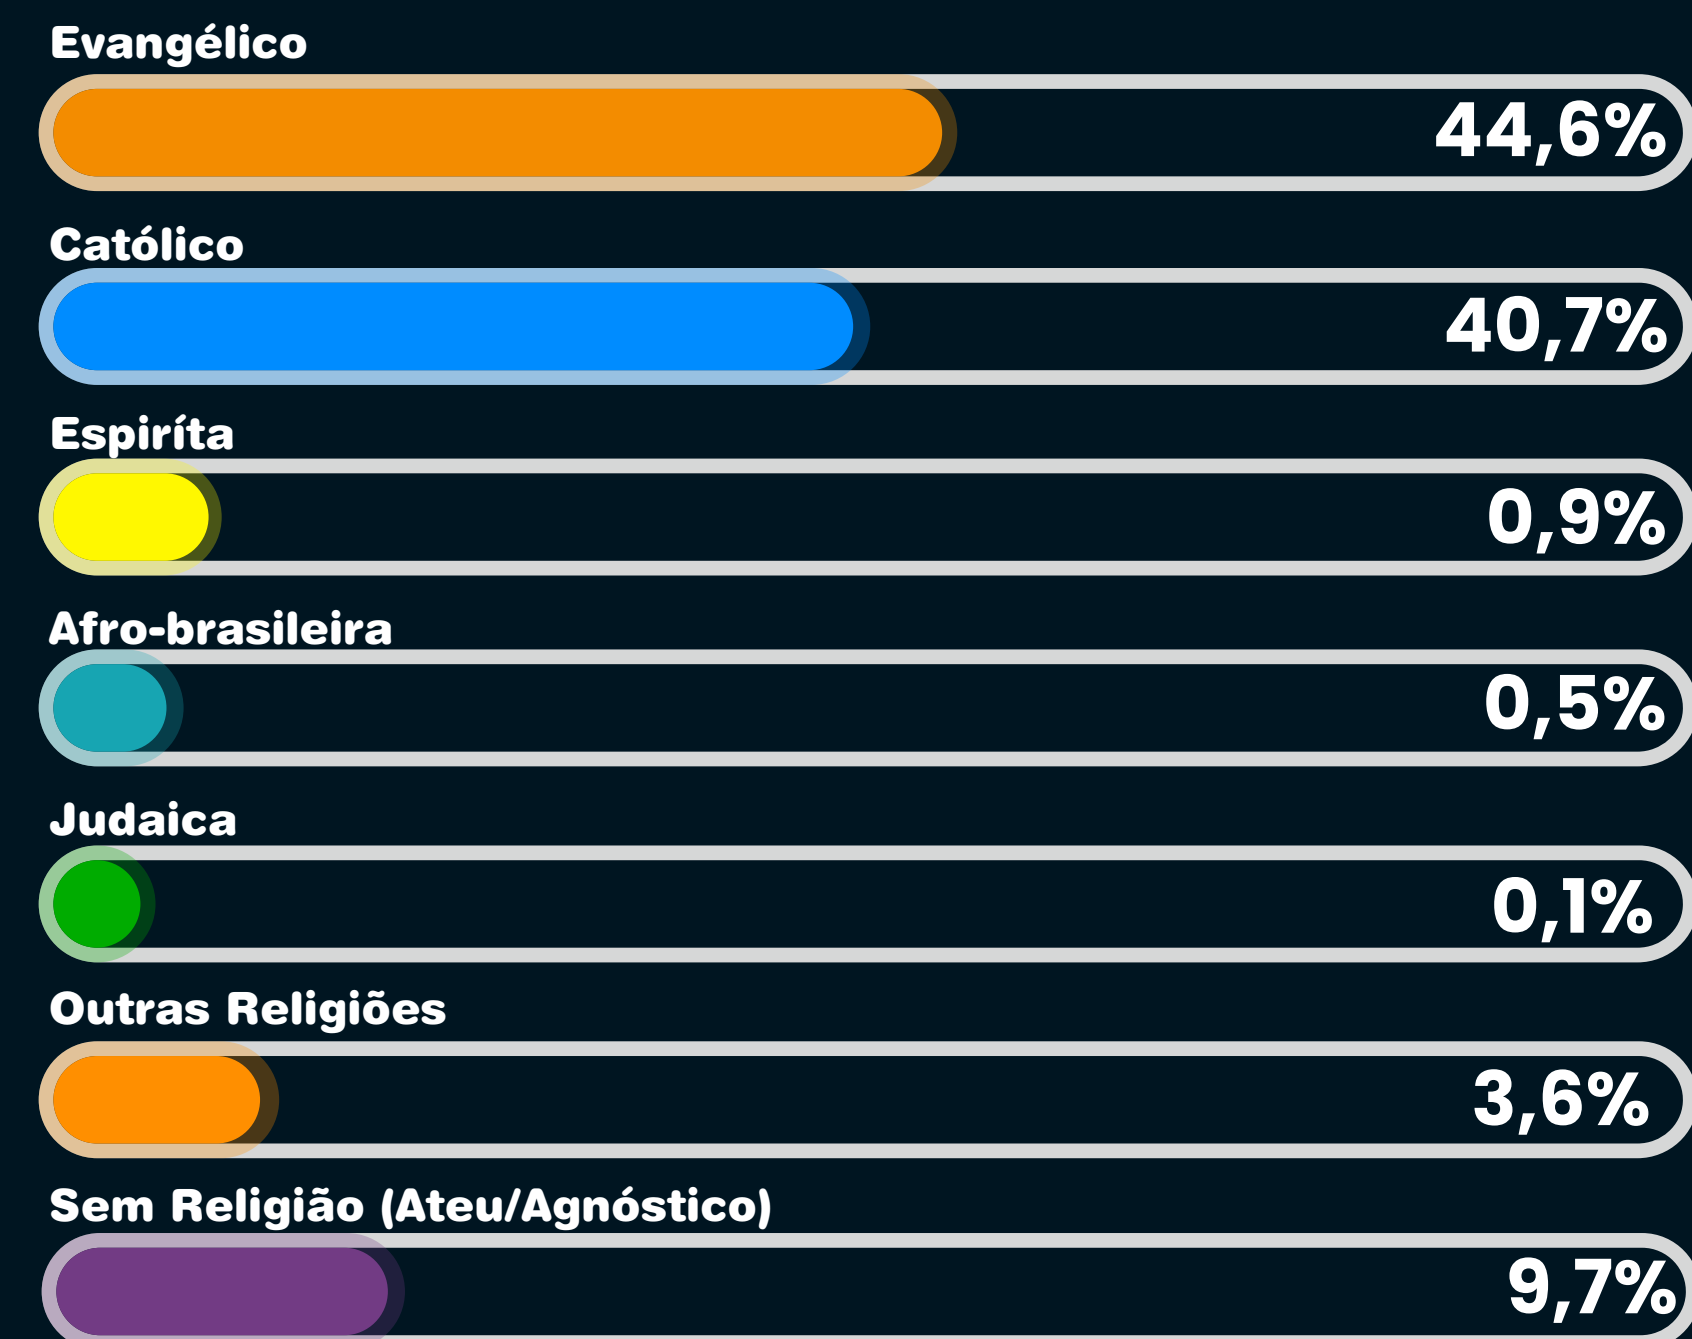 Evangélico
44,6%
Católico
40,7%
Espiríta
0,9%
Afro-brasileira
0,5%
Judaica
0,1%
Outras Religiões
3,6%
Sem Religião (Ateu/Agnóstico)
9,7%